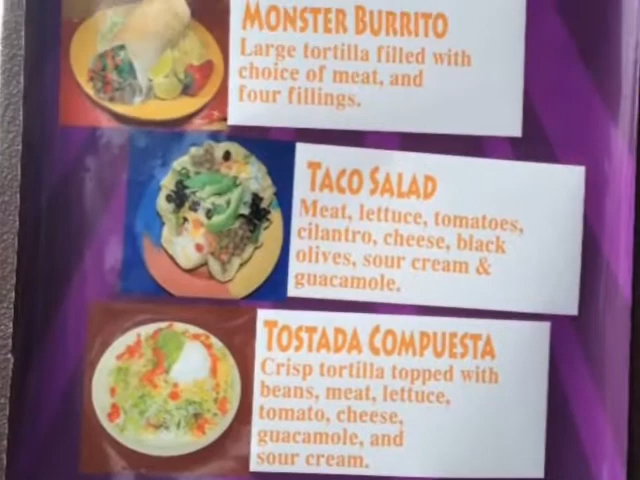 MONSTER BURRITO
Large tortilla filled with
choice of meat, and
four fillings.
TACO SALAD
Meat, lettuce, tomatoes,
cilantro, cheese, black
olives, sour cream &
guacamole.
TOSTADA COMPUESTA
Crisp tortilla topped with
beans, meat, lettuce,
tomato, cheese,
guacamole, and
sour cream.